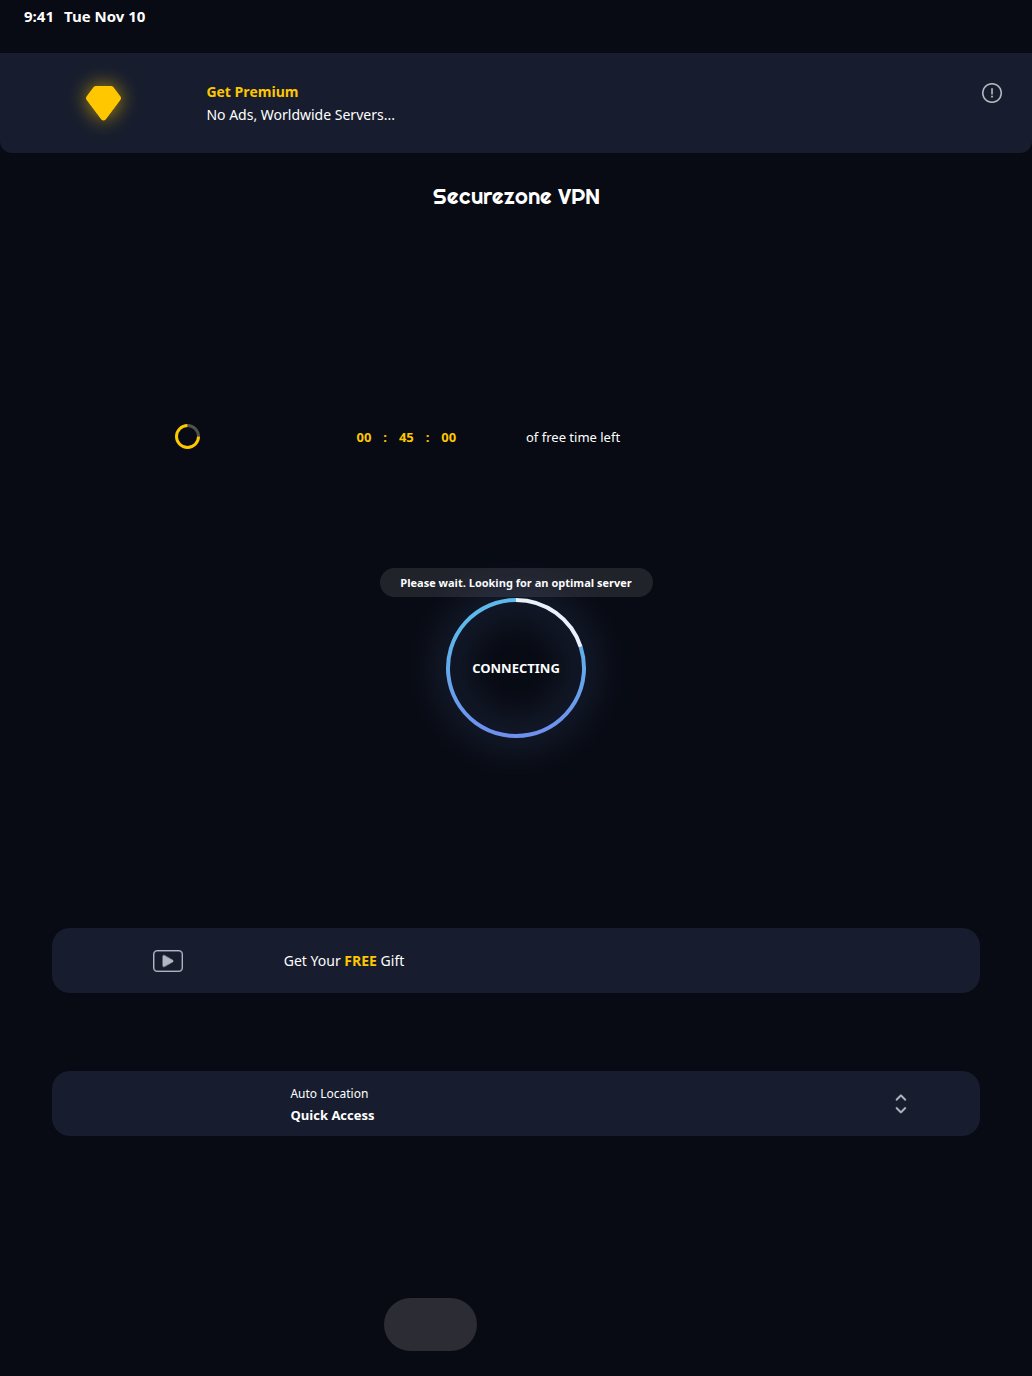 9:41 Tue Nov 10
Get Premium
No Ads, Worldwide Servers...
Securezone VPN
00 : 45 : 00 of free time left
Please wait. Looking for an optimal server
CONNECTING
Get Your FREE Gift
Auto Location
Quick Access